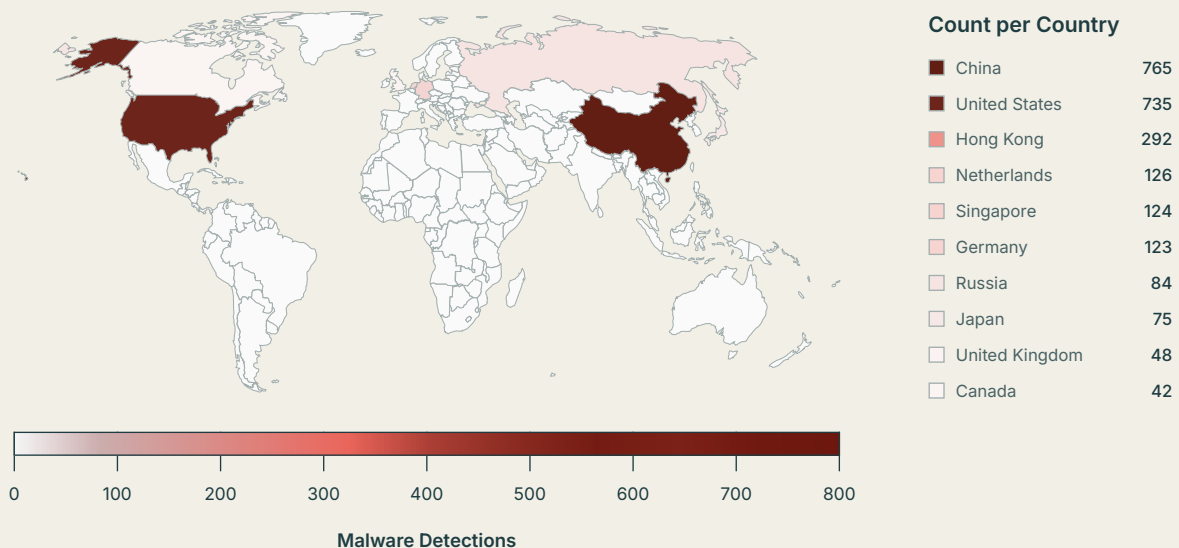 Count per Country
China 765
United States 735
Hong Kong 292
Netherlands 126
Singapore 124
Germany 123
Russia 84
Japan 75
United Kingdom 48
Canada 42
0 100 200 300 400 500 600 700 800
Malware Detections